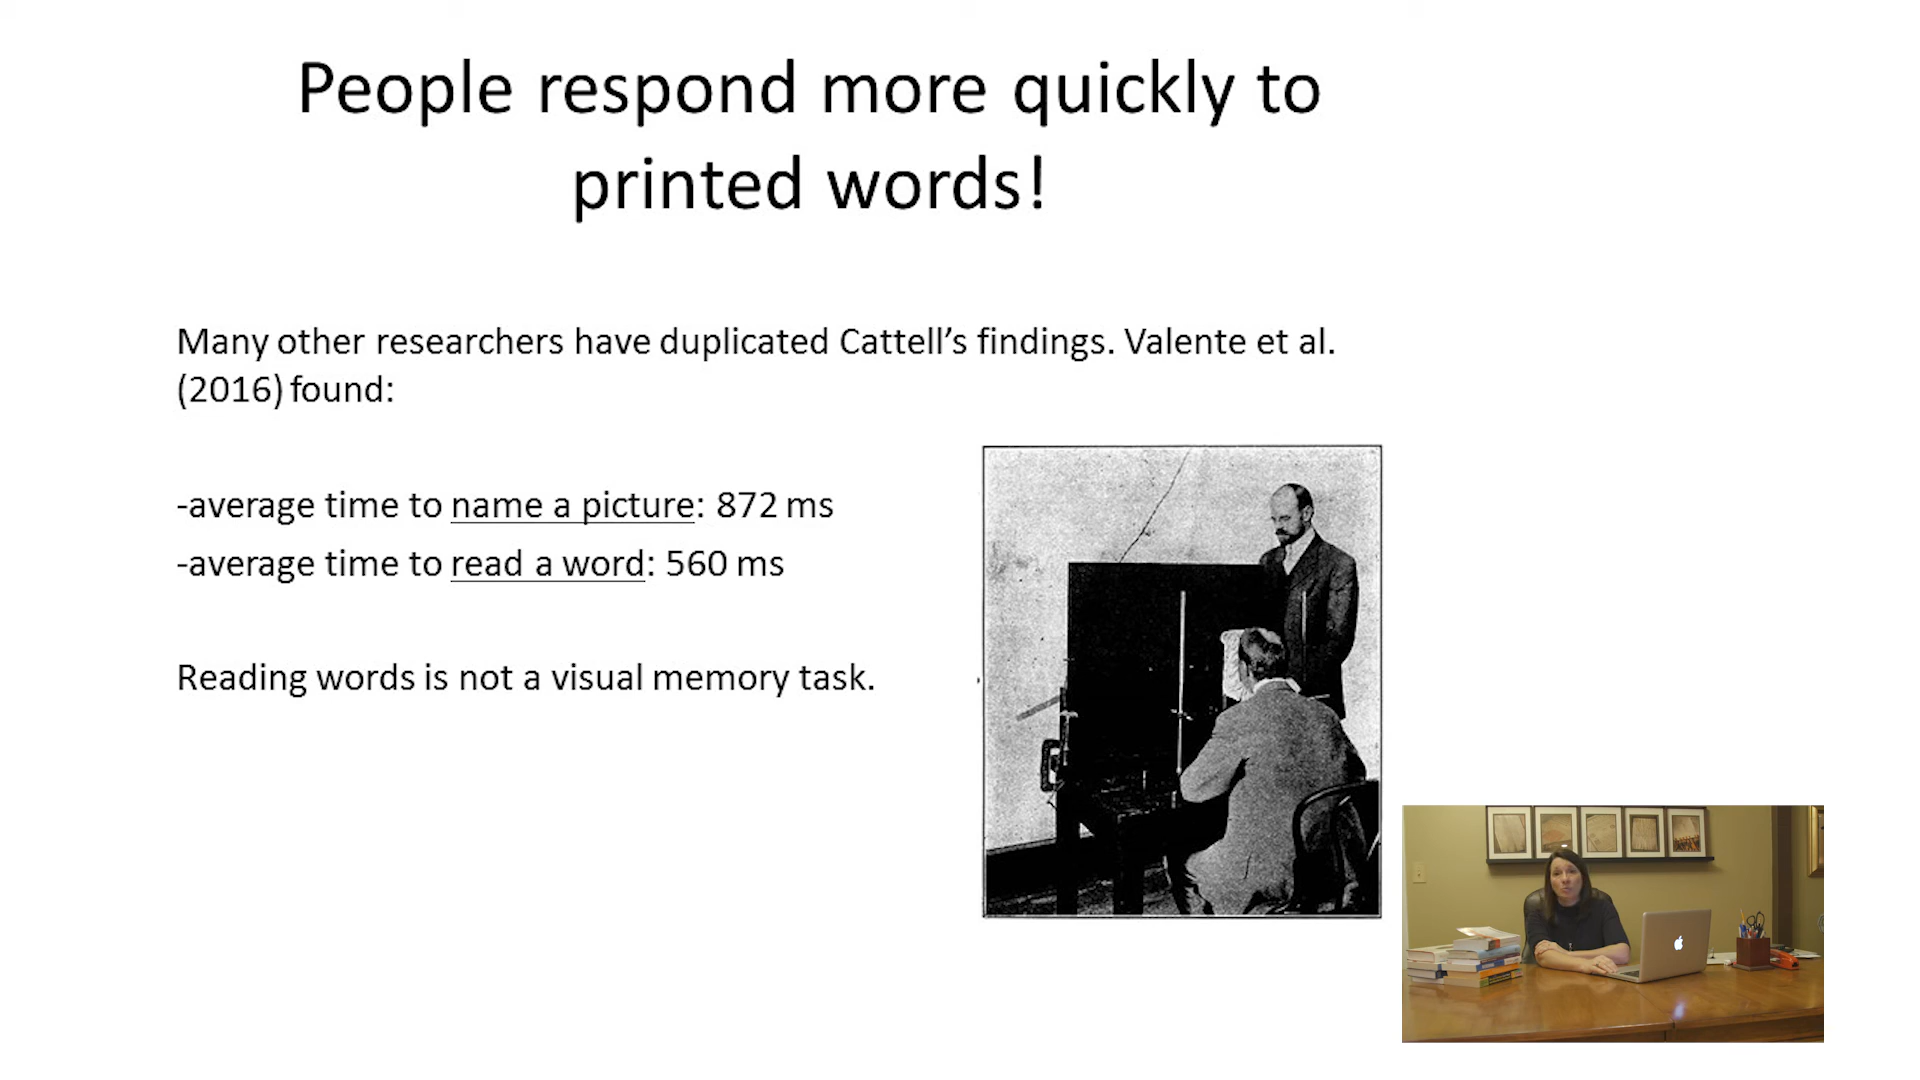 People respond more quickly to
printed words!
Many other researchers have duplicated Cattell’s findings. Valente et al.
(2016) found:
-average time to name a picture: 872 ms
-average time to read a word: 560 ms
Reading words is not a visual memory task.